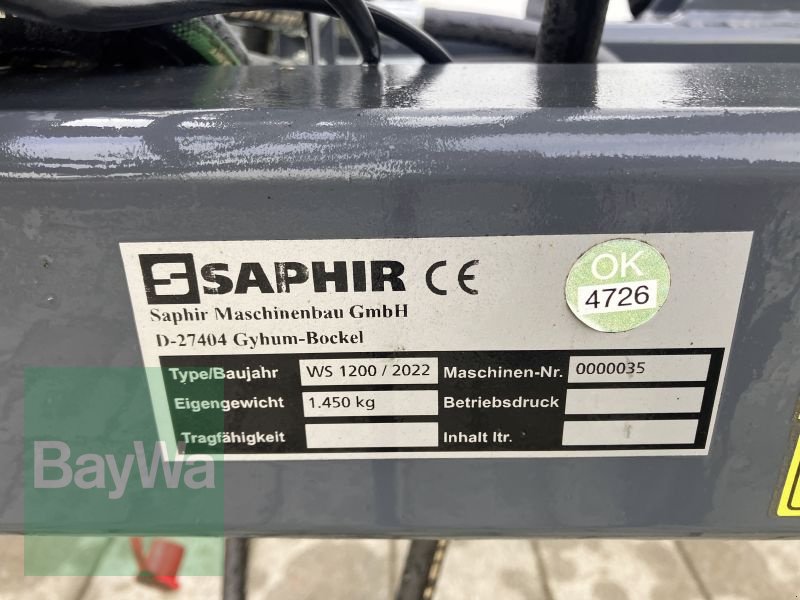 SAPHIR CE
OK
4726
Saphir Maschinenbau GmbH
D-27404 Gyhum-Bockel
Type/Baujahr WS 1200 / 2022 Maschinen-Nr. 0000035
Eigengewicht 1.450 kg Betriebsdruck
Tragfähigkeit Inhalt ltr.
BayWa